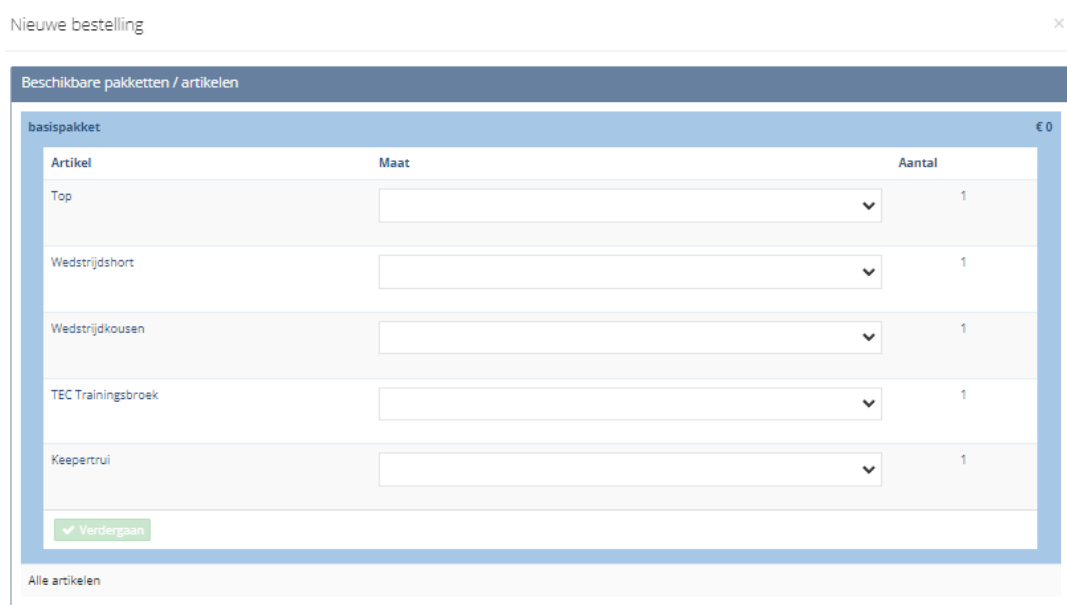 Nieuwe bestelling ×
Beschikbare pakketten / artikelen
basispakket € 0
Artikel Maat Aantal
Top 1
Wedstrijdshort 1
Wedstrijdkousen 1
TEC Trainingsbroek 1
Keepertrui 1
Verdergaan
Alle artikelen